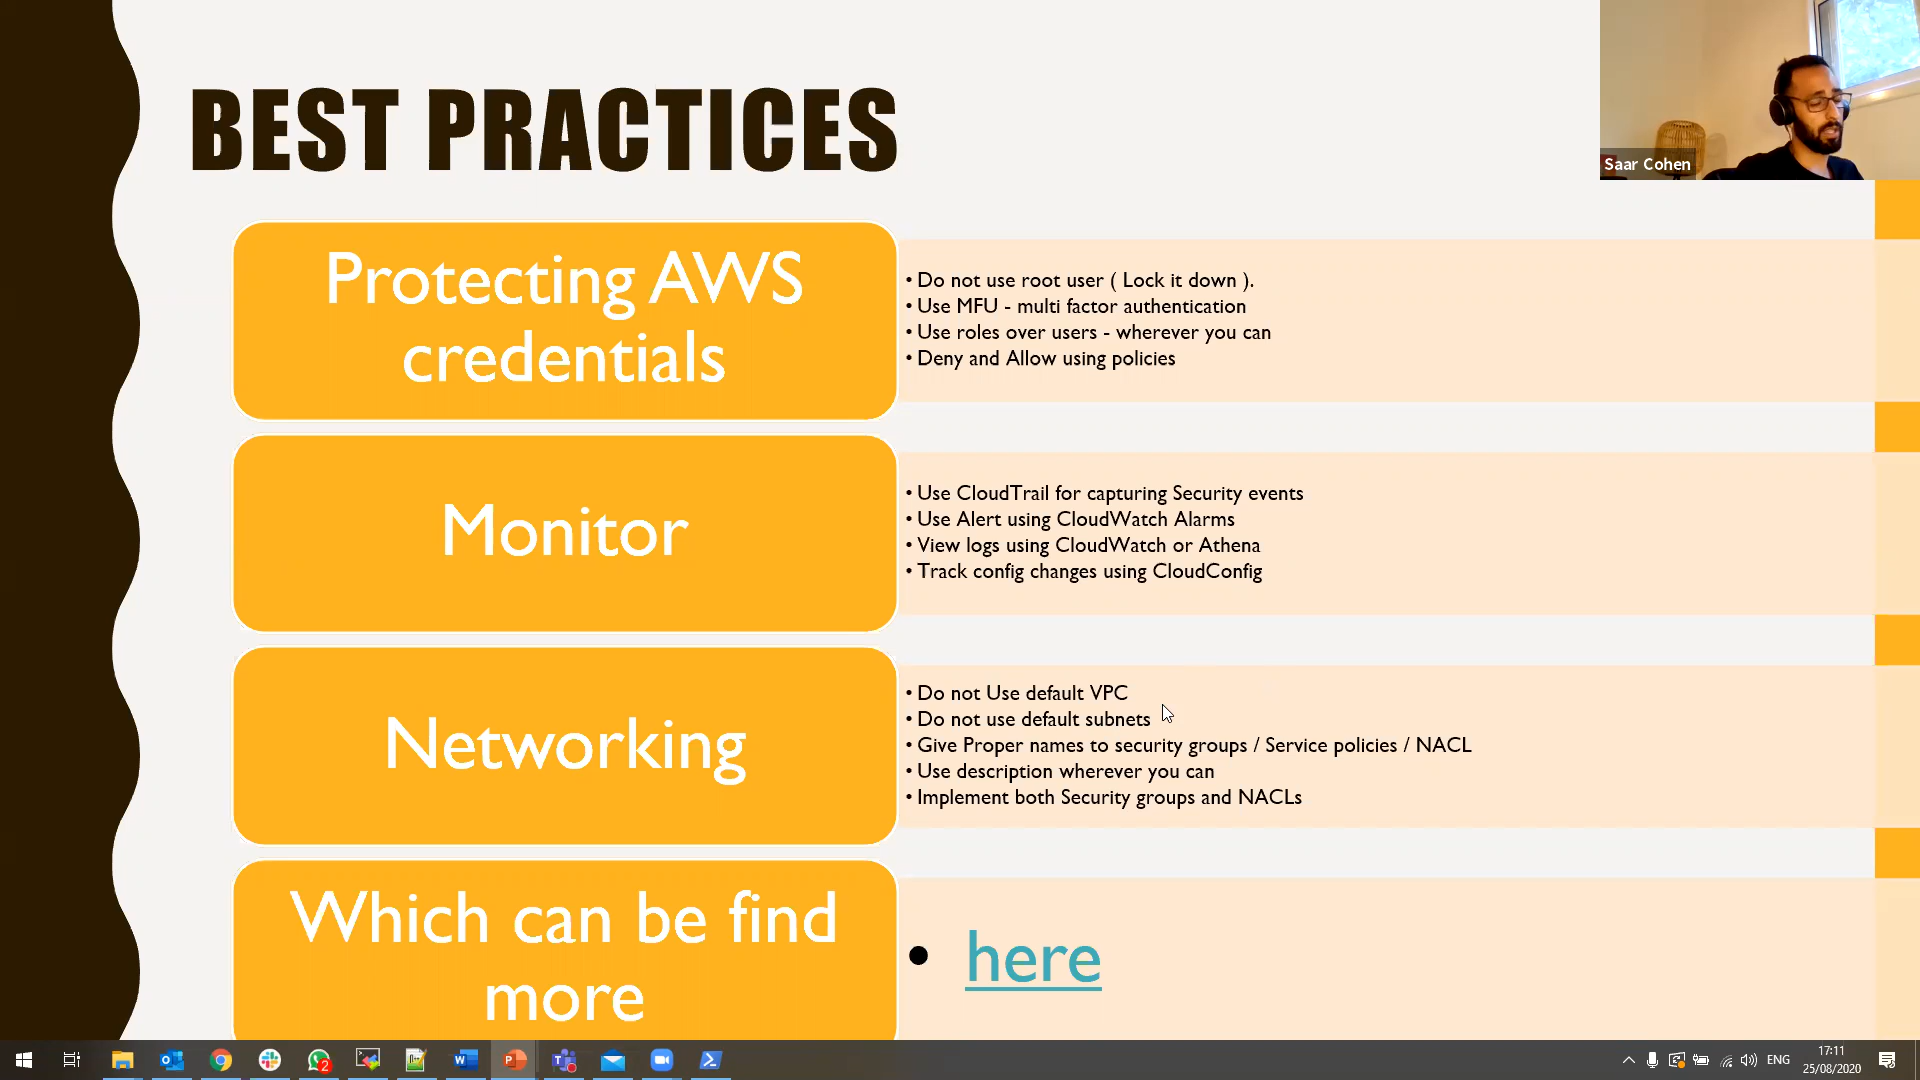 BEST PRACTICES
Saar Cohen
Protecting AWS
credentials
• Do not use root user ( Lock it down ).
• Use MFU - multi factor authentication
• Use roles over users - wherever you can
• Deny and Allow using policies
Monitor
• Use CloudTrail for capturing Security events
• Use Alert using CloudWatch Alarms
• View logs using CloudWatch or Athena
• Track config changes using CloudConfig
Networking
• Do not Use default VPC
• Do not use default subnets
• Give Proper names to security groups / Service policies / NACL
• Use description wherever you can
• Implement both Security groups and NACLs
Which can be find
more
• here
2
ENG
17:11
25/08/2020